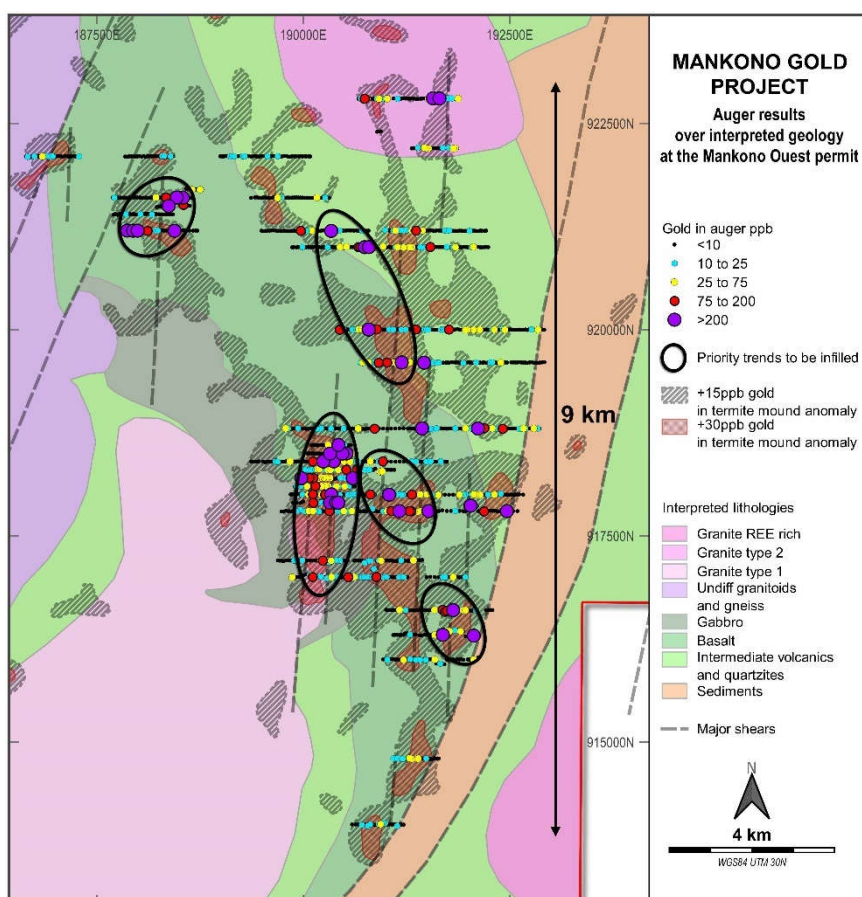 187500E
190000E
192500E
922500N
920000N
917500N
915000N
9 km
MANKONO GOLD
PROJECT
Auger results
over interpreted geology
at the Mankono Ouest permit
Gold in auger ppb
<10
10 to 25
25 to 75
75 to 200
>200
Priority trends to be infilled
+15ppb gold
in termite mound anomaly
+30ppb gold
in termite mound anomaly
Interpreted lithologies
Granite REE rich
Granite type 2
Granite type 1
Undiff granitoids
and gneiss
Gabbro
Basalt
Intermediate volcanics
and quartzites
Sediments
Major shears
N
4 km
WGS84 UTM 30N